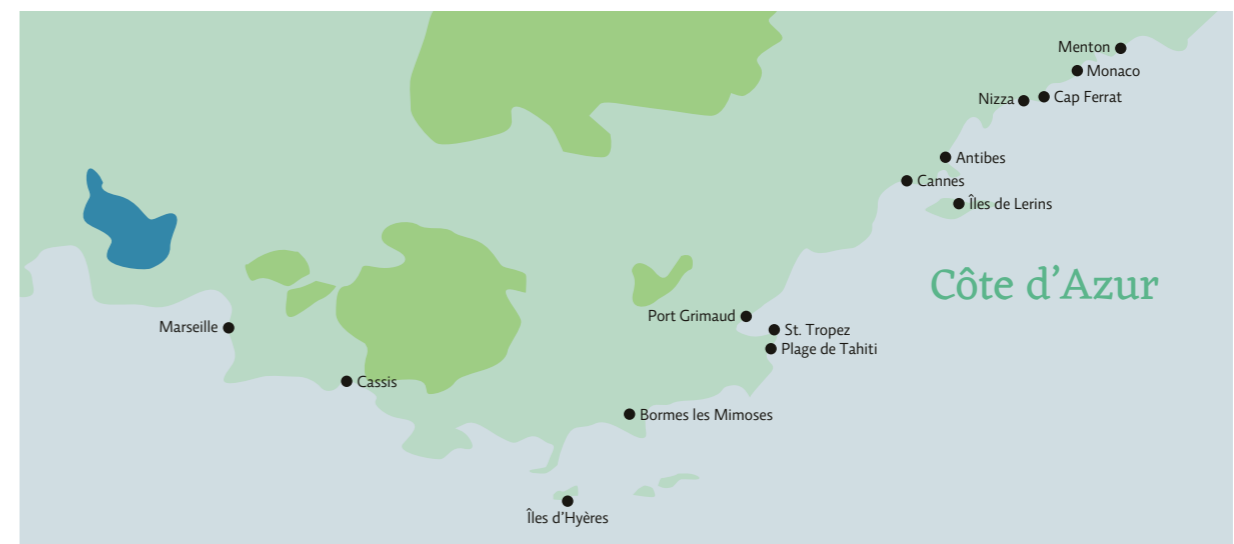 Menton
Monaco
Nizza
Cap Ferrat
Antibes
Cannes
Îles de Lerins
Côte d’Azur
Port Grimaud
Marseille
St. Tropez
Plage de Tahiti
Cassis
Bormes les Mimoses
Îles d’Hyères